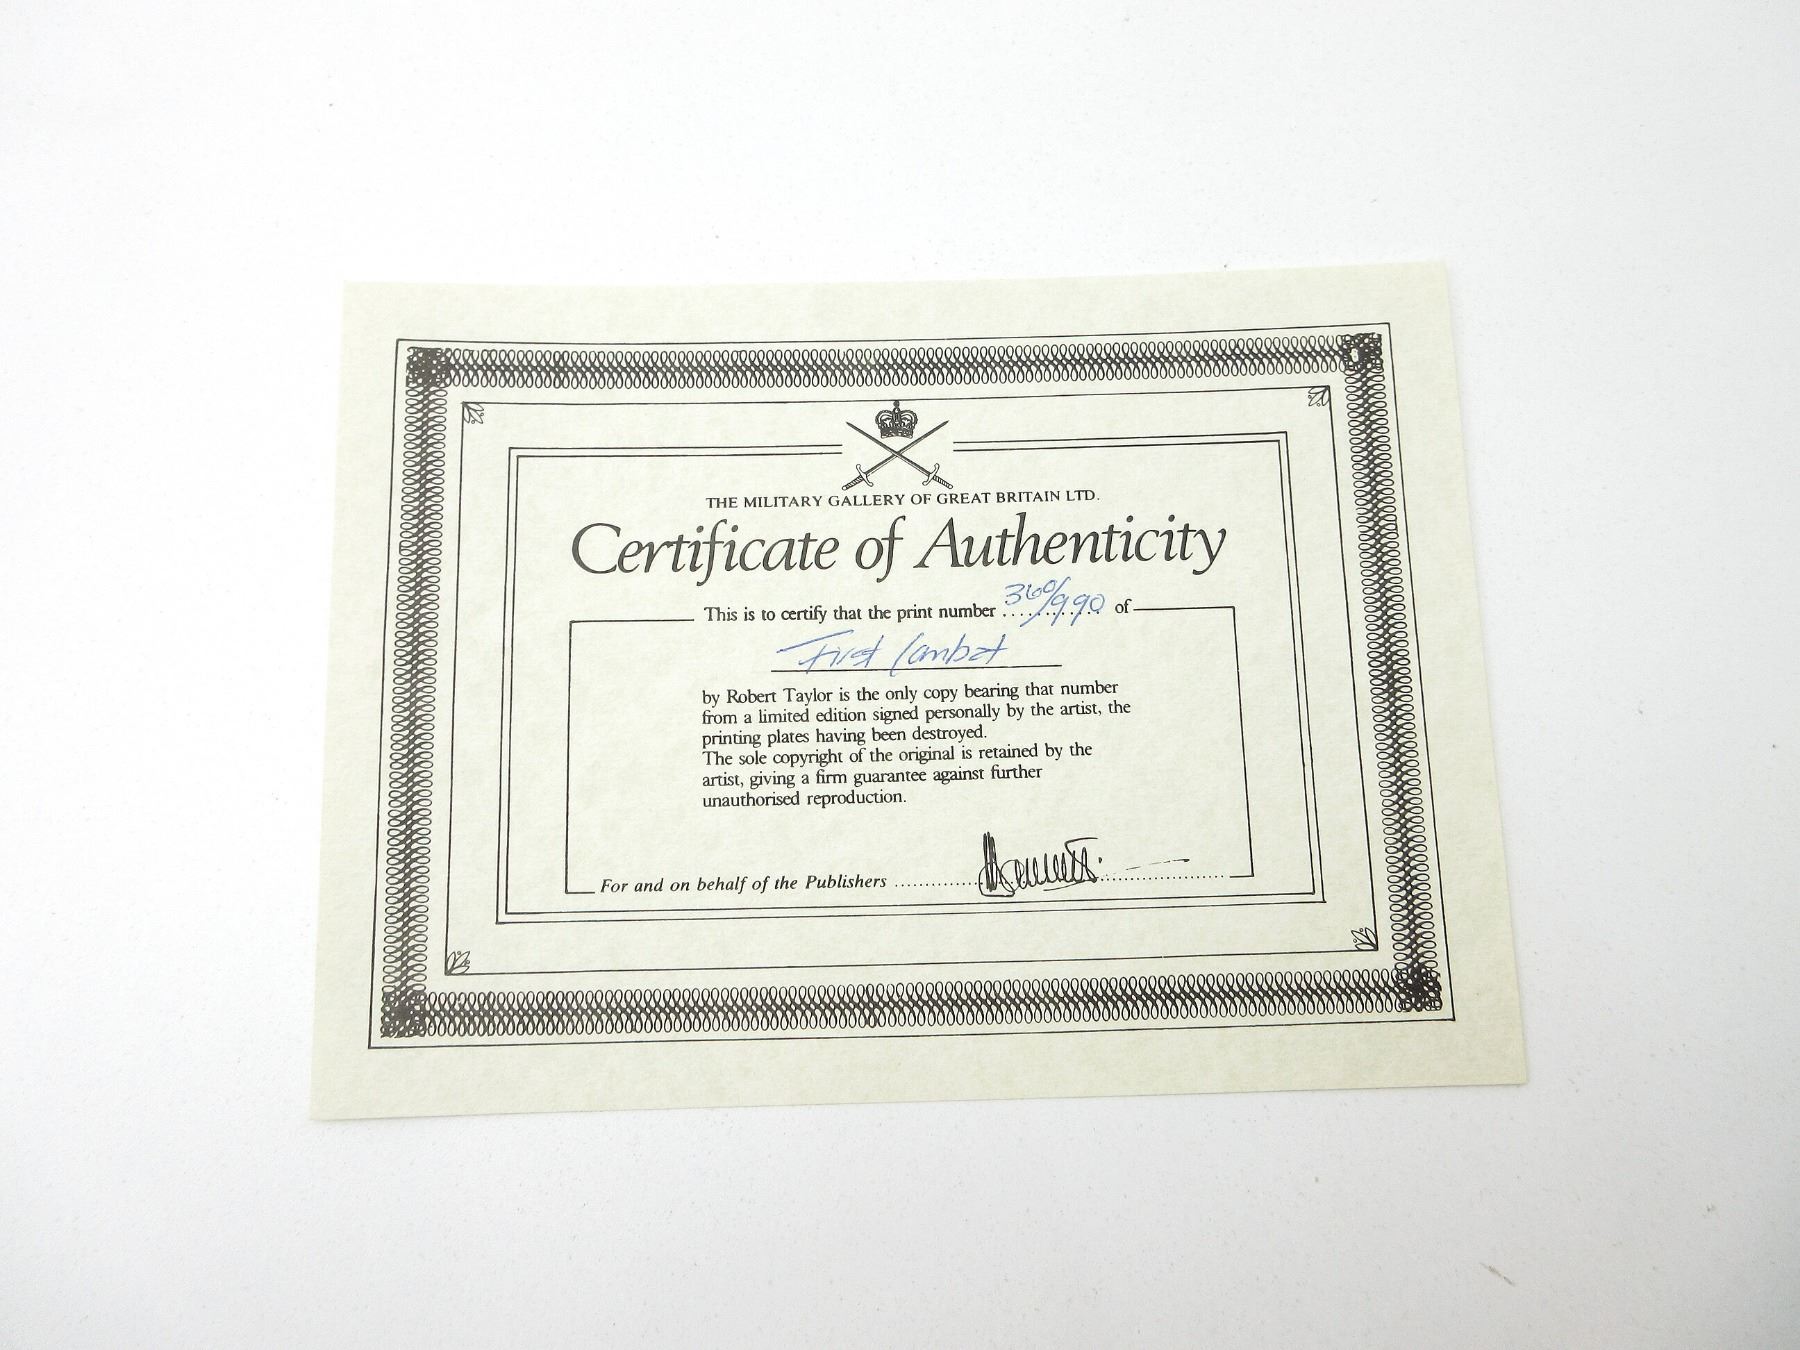 THE MILITARY GALLERY OF GREAT BRITAIN LTD.
Certificate of Authenticity
This is to certify that the print number 360/990 of
First Combat
by Robert Taylor is the only copy bearing that number
from a limited edition signed personally by the artist, the
printing plates having been destroyed.
The sole copyright of the original is retained by the
artist, giving a firm guarantee against further
unauthorised reproduction.
For and on behalf of the Publishers